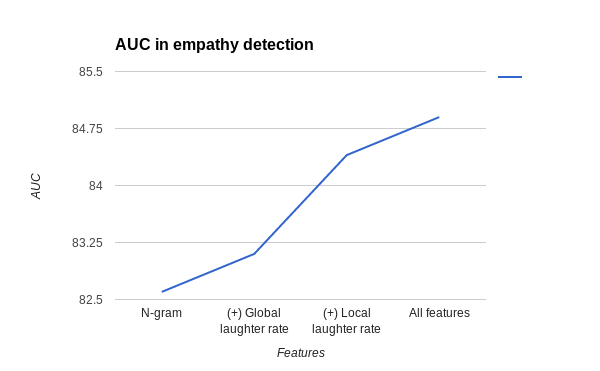 AUC in empathy detection
85.5
84.75
84
83.25
82.5
AUC
N-gram
(+) Global
laughter rate
(+) Local
laughter rate
All features
Features